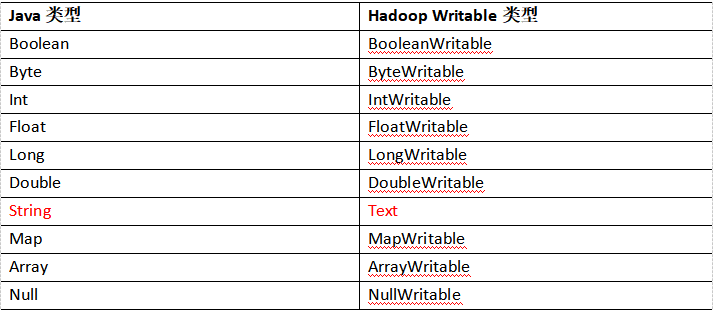 Java 类型 Hadoop Writable 类型
Boolean BooleanWritable
Byte ByteWritable
Int IntWritable
Float FloatWritable
Long LongWritable
Double DoubleWritable
String Text
Map MapWritable
Array ArrayWritable
Null NullWritable